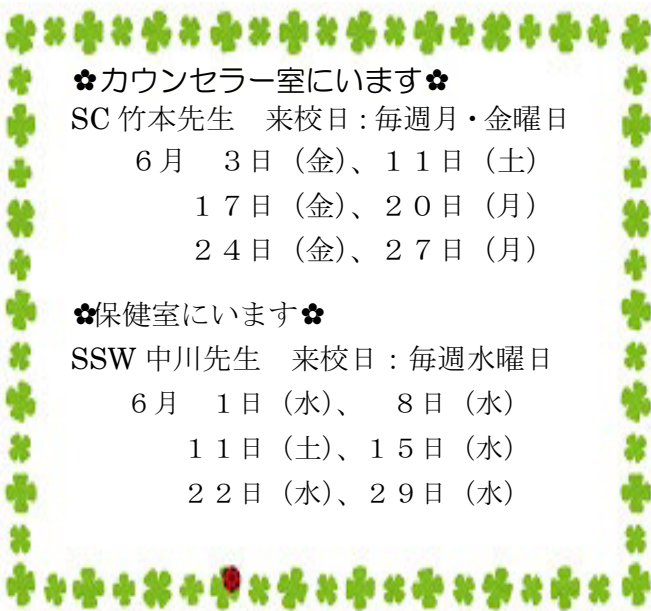 ✿カウンセラー室にいます✿
SC 竹本先生　来校日：毎週月・金曜日
６月　３日（金）、１１日（土）
１７日（金）、２０日（月）
２４日（金）、２７日（月）
✿保健室にいます✿
SSW 中川先生　来校日：毎週水曜日
６月　１日（水）、　８日（水）
１１日（土）、１５日（水）
２２日（水）、２９日（水）